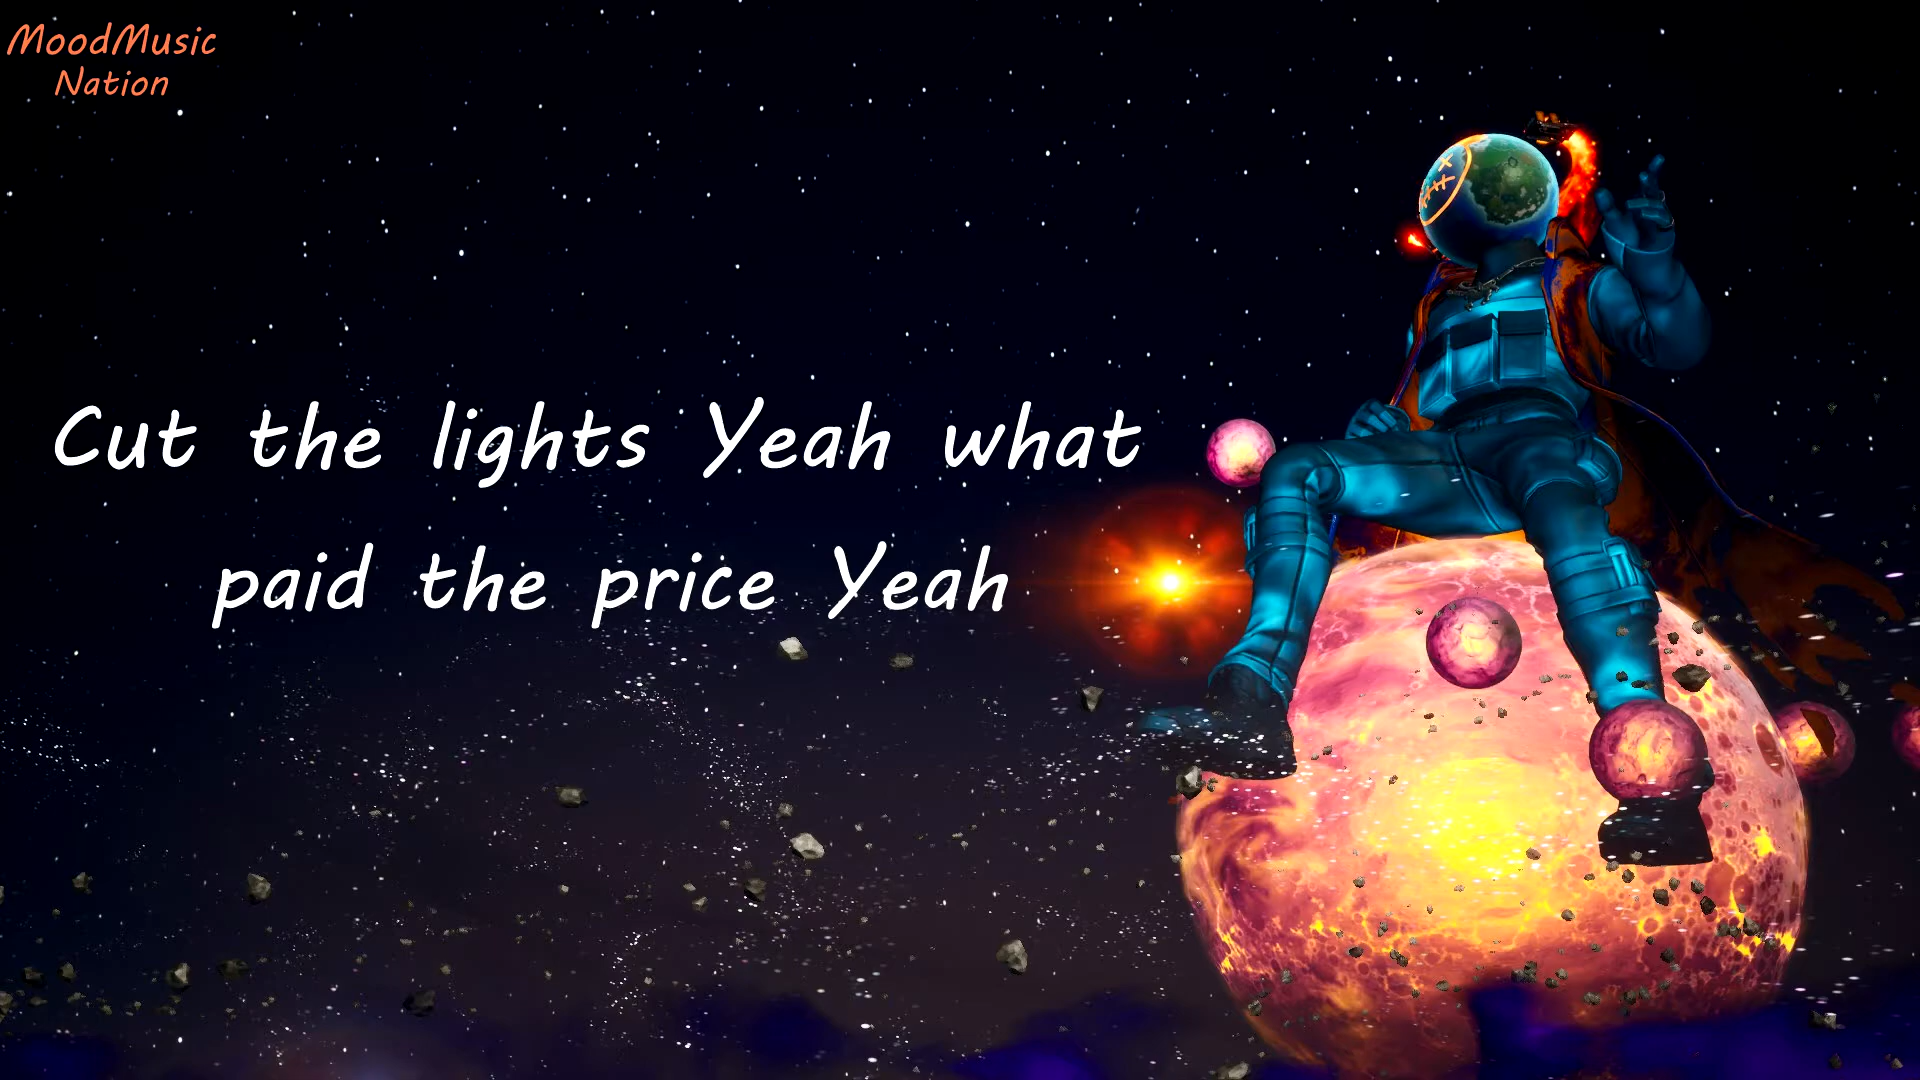 MoodMusic
Nation
Cut the lights Yeah what
paid the price Yeah